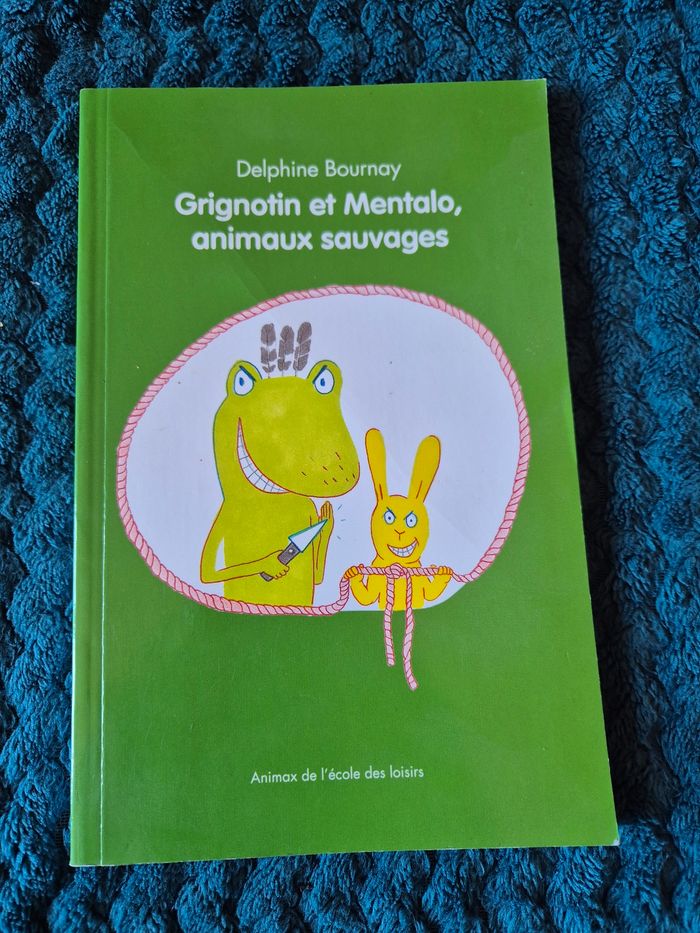 Delphine Bournay
Grignotin et Mentalo,
animaux sauvages
Animax de l'école des loisirs